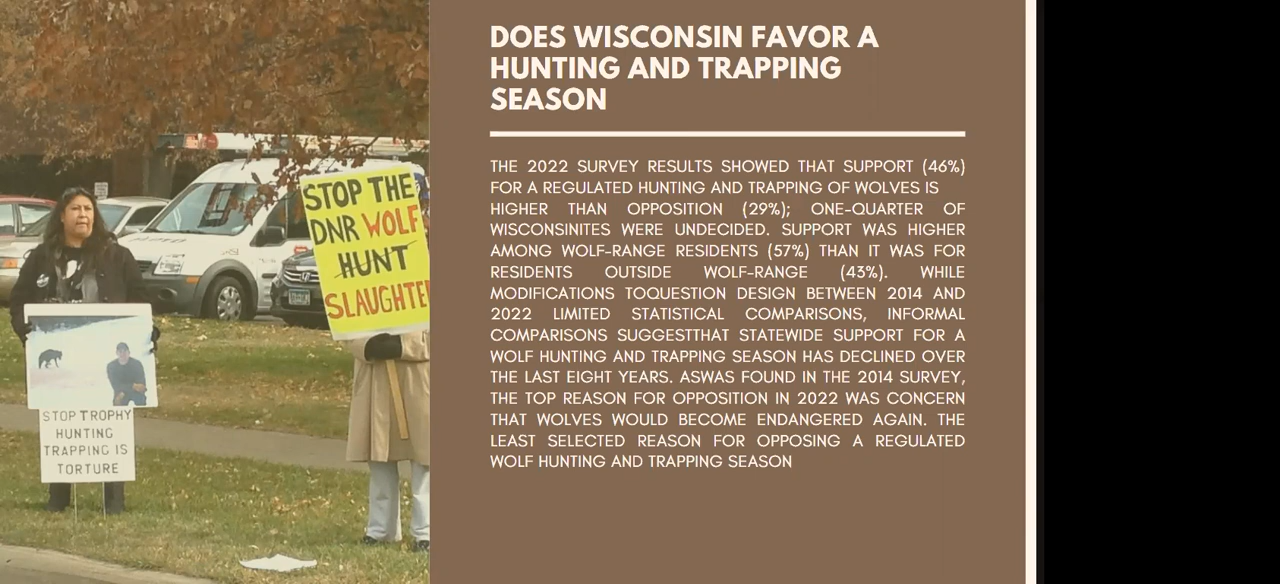 DOES WISCONSIN FAVOR A
HUNTING AND TRAPPING
SEASON
THE 2022 SURVEY RESULTS SHOWED THAT SUPPORT (46%)
FOR A REGULATED HUNTING AND TRAPPING OF WOLVES IS
HIGHER THAN OPPOSITION (29%); ONE-QUARTER OF
WISCONSINITES WERE UNDECIDED. SUPPORT WAS HIGHER
AMONG WOLF-RANGE RESIDENTS (57%) THAN IT WAS FOR
RESIDENTS OUTSIDE WOLF-RANGE (43%). WHILE
MODIFICATIONS TOQUESTION DESIGN BETWEEN 2014 AND
2022 LIMITED STATISTICAL COMPARISONS, INFORMAL
COMPARISONS SUGGESTTHAT STATEWIDE SUPPORT FOR A
WOLF HUNTING AND TRAPPING SEASON HAS DECLINED OVER
THE LAST EIGHT YEARS. ASWAS FOUND IN THE 2014 SURVEY,
THE TOP REASON FOR OPPOSITION IN 2022 WAS CONCERN
THAT WOLVES WOULD BECOME ENDANGERED AGAIN. THE
LEAST SELECTED REASON FOR OPPOSING A REGULATED
WOLF HUNTING AND TRAPPING SEASON
STOP THE
DNR WOLF
HUNT
SLAUGHTE
STOP TROPHY
HUNTING
TRAPPING IS
TORTURE